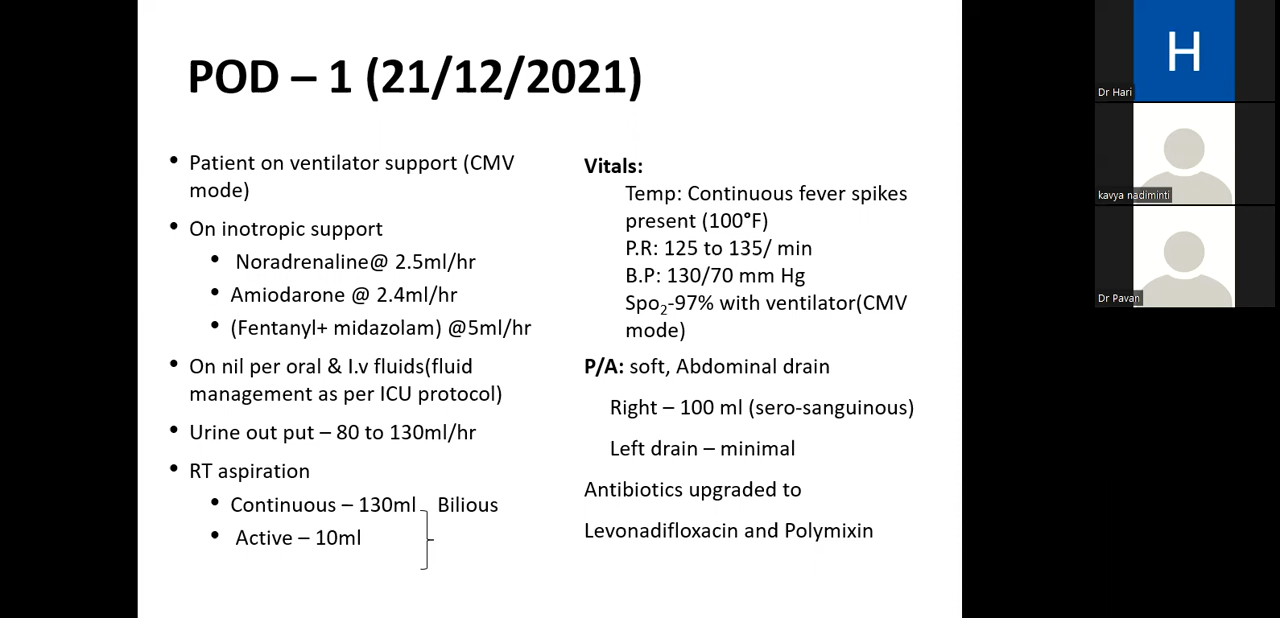 POD – 1 (21/12/2021)
• Patient on ventilator support (CMV
mode)
• On inotropic support
• Noradrenaline@ 2.5ml/hr
• Amiodarone @ 2.4ml/hr
• (Fentanyl+ midazolam) @5ml/hr
• On nil per oral & I.v fluids(fluid
management as per ICU protocol)
• Urine out put – 80 to 130ml/hr
• RT aspiration
• Continuous – 130ml Bilious
• Active – 10ml
Vitals:
Temp: Continuous fever spikes
present (100°F)
P.R: 125 to 135/ min
B.P: 130/70 mm Hg
Spo₂-97% with ventilator(CMV
mode)
P/A: soft, Abdominal drain
Right – 100 ml (sero-sanguinous)
Left drain – minimal
Antibiotics upgraded to
Levonadifloxacin and Polymixin
H
Dr Hari
kavya nadiminti
Dr Pavan